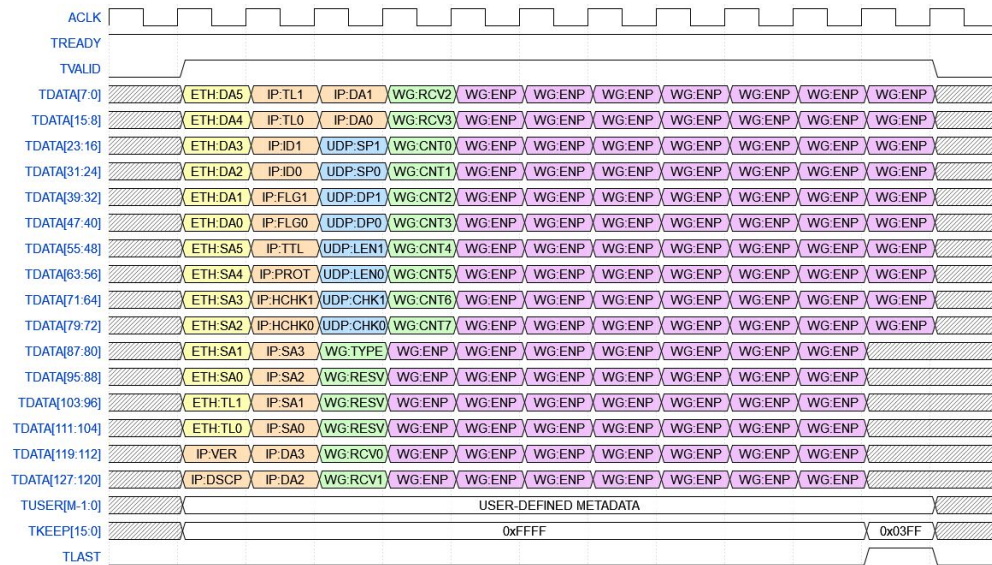 ACLK
TREADY
TVALID
TDATA[7:0] ETH:DA5 IP:TL1 IP:DA1 WG:RCV2 WG:ENP WG:ENP WG:ENP WG:ENP WG:ENP WG:ENP WG:ENP
TDATA[15:8] ETH:DA4 IP:TL0 IP:DA0 WG:RCV3 WG:ENP WG:ENP WG:ENP WG:ENP WG:ENP WG:ENP WG:ENP
TDATA[23:16] ETH:DA3 IP:ID1 UDP:SP1 WG:CNT0 WG:ENP WG:ENP WG:ENP WG:ENP WG:ENP WG:ENP WG:ENP
TDATA[31:24] ETH:DA2 IP:ID0 UDP:SP0 WG:CNT1 WG:ENP WG:ENP WG:ENP WG:ENP WG:ENP WG:ENP WG:ENP
TDATA[39:32] ETH:DA1 IP:FLG1 UDP:DP1 WG:CNT2 WG:ENP WG:ENP WG:ENP WG:ENP WG:ENP WG:ENP WG:ENP
TDATA[47:40] ETH:DA0 IP:FLG0 UDP:DP0 WG:CNT3 WG:ENP WG:ENP WG:ENP WG:ENP WG:ENP WG:ENP WG:ENP
TDATA[55:48] ETH:SA5 IP:TTL UDP:LEN1 WG:CNT4 WG:ENP WG:ENP WG:ENP WG:ENP WG:ENP WG:ENP WG:ENP
TDATA[63:56] ETH:SA4 IP:PROT UDP:LEN0 WG:CNT5 WG:ENP WG:ENP WG:ENP WG:ENP WG:ENP WG:ENP WG:ENP
TDATA[71:64] ETH:SA3 IP:HCHK1 UDP:CHK1 WG:CNT6 WG:ENP WG:ENP WG:ENP WG:ENP WG:ENP WG:ENP WG:ENP
TDATA[79:72] ETH:SA2 IP:HCHK0 UDP:CHK0 WG:CNT7 WG:ENP WG:ENP WG:ENP WG:ENP WG:ENP WG:ENP WG:ENP
TDATA[87:80] ETH:SA1 IP:SA3 WG:TYPE WG:ENP WG:ENP WG:ENP WG:ENP WG:ENP WG:ENP WG:ENP
TDATA[95:88] ETH:SA0 IP:SA2 WG:RESV WG:ENP WG:ENP WG:ENP WG:ENP WG:ENP WG:ENP WG:ENP
TDATA[103:96] ETH:TL1 IP:SA1 WG:RESV WG:ENP WG:ENP WG:ENP WG:ENP WG:ENP WG:ENP WG:ENP
TDATA[111:104] ETH:TL0 IP:SA0 WG:RESV WG:ENP WG:ENP WG:ENP WG:ENP WG:ENP WG:ENP WG:ENP
TDATA[119:112] IP:VER IP:DA3 WG:RCV0 WG:ENP WG:ENP WG:ENP WG:ENP WG:ENP WG:ENP WG:ENP
TDATA[127:120] IP:DSCP IP:DA2 WG:RCV1 WG:ENP WG:ENP WG:ENP WG:ENP WG:ENP WG:ENP WG:ENP
TUSER[M-1:0] USER-DEFINED METADATA
TKEEP[15:0] 0xFFFF 0x03FF
TLAST